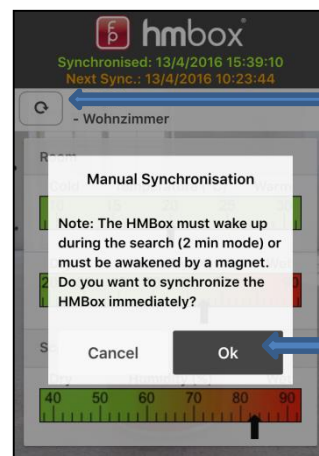 hmbox
Synchronised: 13/4/2016 15:39:10
Next Sync.: 13/4/2016 10:23:44
- Wohnzimmer
Manual Synchronisation
Note: The HMBox must wake up
during the search (2 min mode) or
must be awakened by a magnet.
Do you want to synchronize the
HMBox immediately?
Cancel
Ok
40 50 60 70 80 90